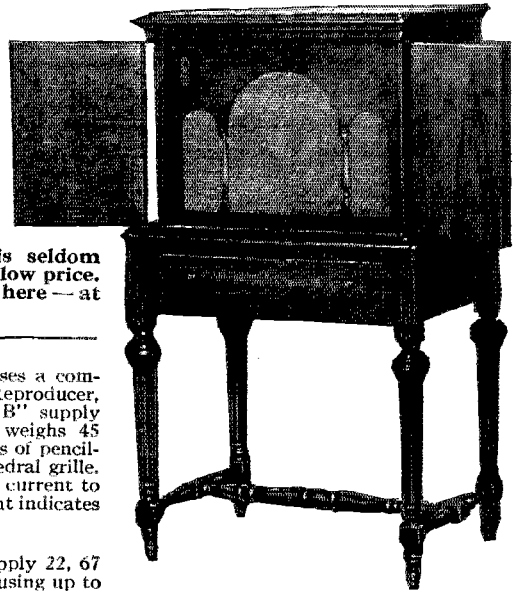 is seldom
low price.
here — at
ses a com-
Reproducer,
B" supply
weighs 45
s of pencil-
edral grille.
current to
nt indicates
pply 22, 67
using up to